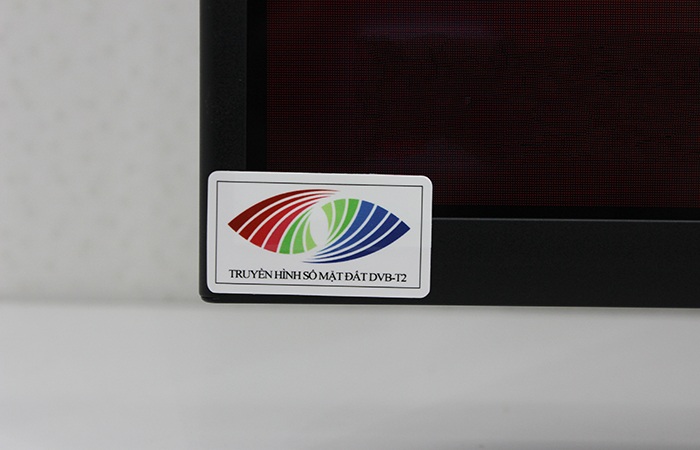 TRUYỀN HÌNH SỐ MẶT ĐẤT DVB-T2